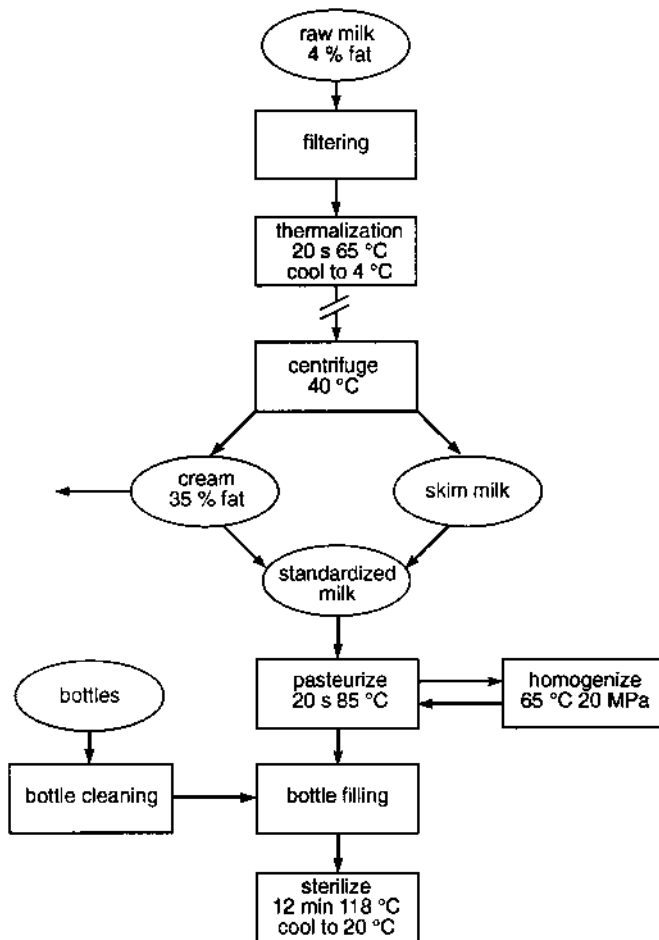 raw milk
4 % fat
filtering
thermalization
20 s 65 °C
cool to 4 °C
centrifuge
40 °C
cream
35 % fat
skim milk
standardized
milk
pasteurize
20 s 85 °C
homogenize
65 °C 20 MPa
bottles
bottle cleaning
bottle filling
sterilize
12 min 118 °C
cool to 20 °C